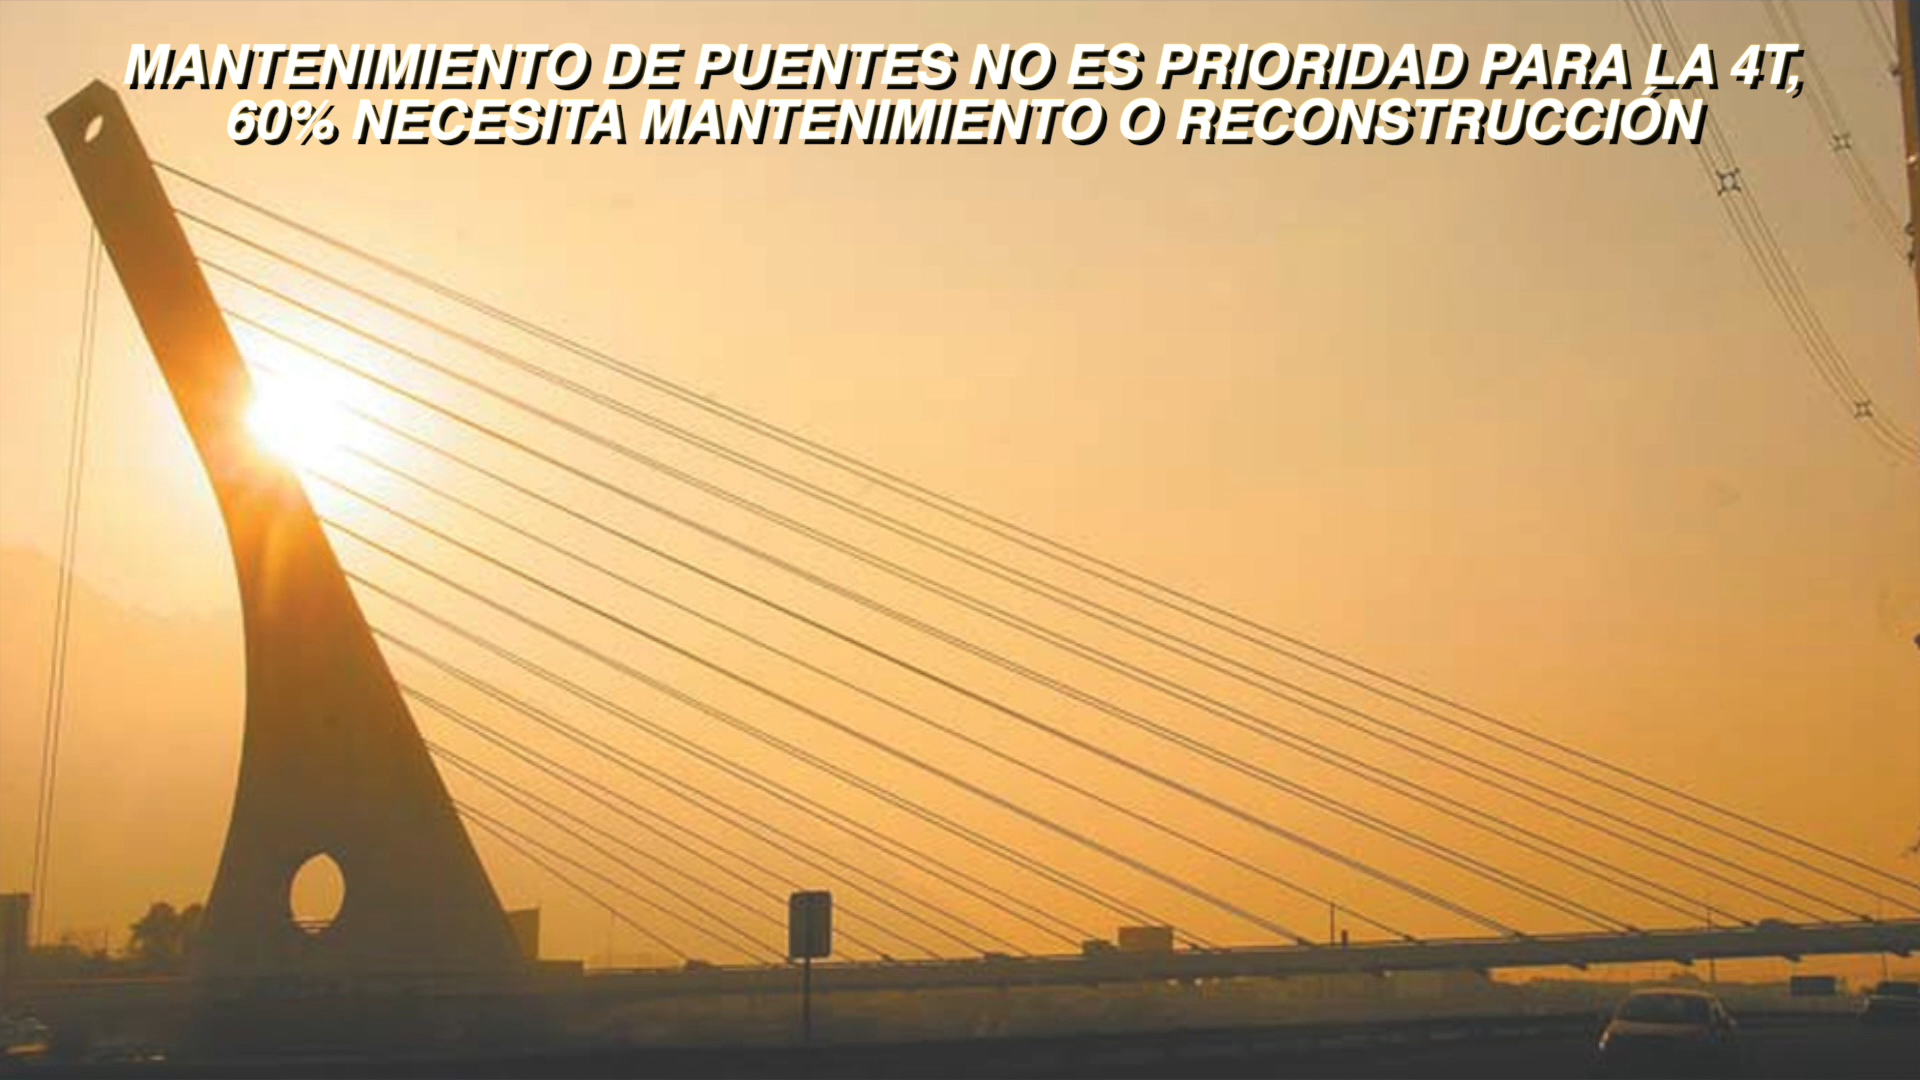 MANTENIMIENTO DE PUENTES NO ES PRIORIDAD PARA LA 4T,
60% NECESITA MANTENIMIENTO O RECONSTRUCCIÓN